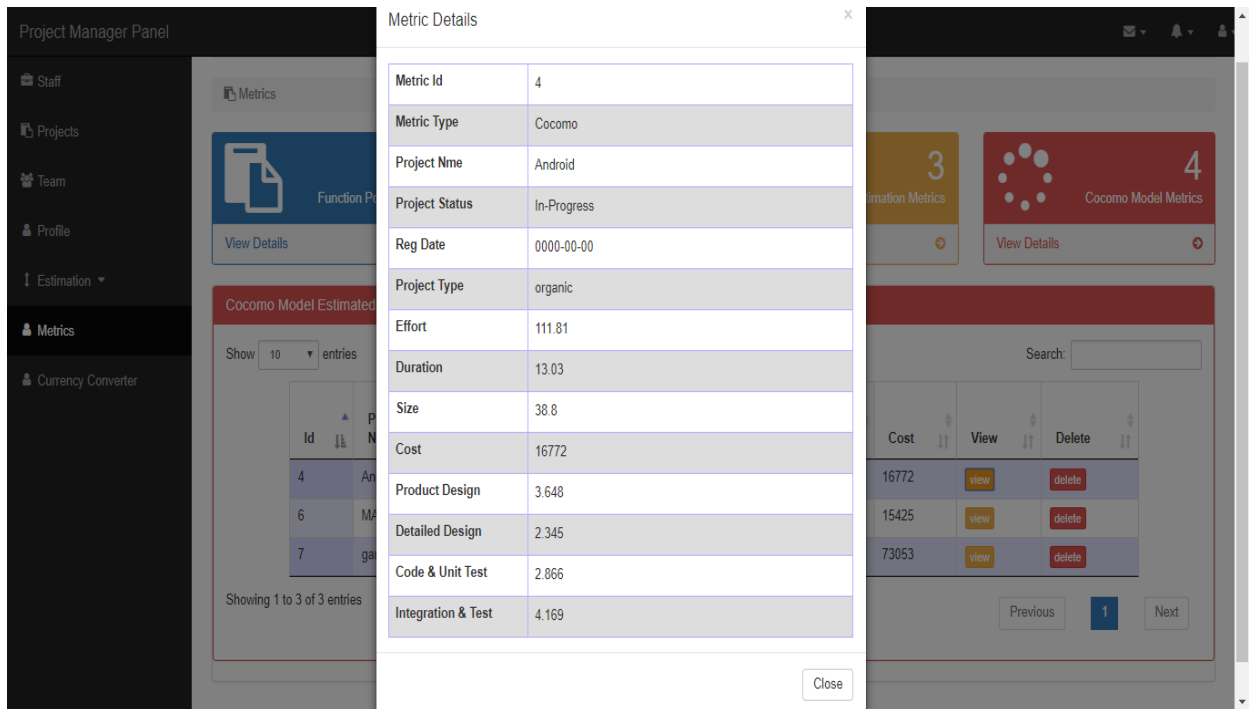 Project Manager Panel
Staff
Projects
Team
Profile
Estimation
Metrics
Currency Converter
Metrics
Function
View Details
3
Metrics
4
Cocomo Model Metrics
View Details
Cocomo Model Estimated
Show 10 entries
Search:
Id Cost View Delete
4 16772 view delete
6 15425 view delete
7 73053 view delete
Showing 1 to 3 of 3 entries
Previous 1 Next
Metric Details x
Metric Id 4
Metric Type Cocomo
Project Nme Android
Project Status In-Progress
Reg Date 0000-00-00
Project Type organic
Effort 111.81
Duration 13.03
Size 38.8
Cost 16772
Product Design 3.648
Detailed Design 2.345
Code & Unit Test 2.866
Integration & Test 4.169
Close